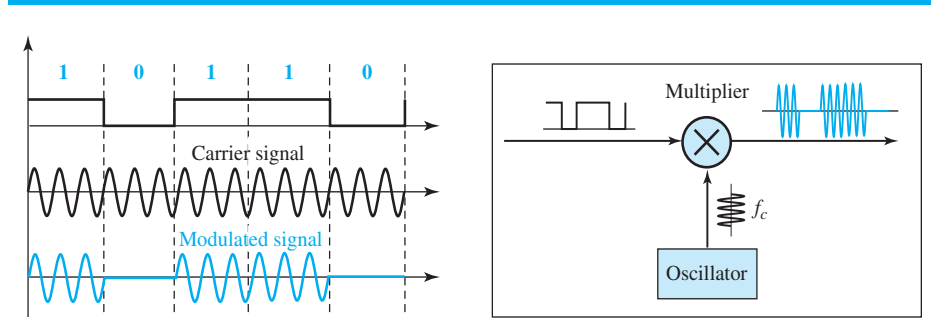 1 0 1 1 0
Carrier signal
Modulated signal
Multiplier
f_c
Oscillator